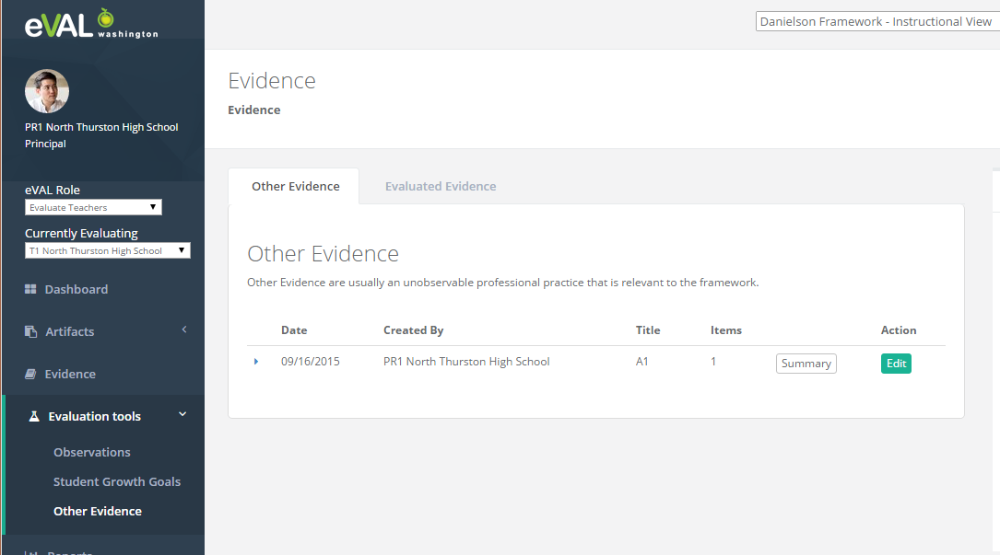 eVAL washington
PR1 North Thurston High School
Principal
eVAL Role
Evaluate Teachers
Currently Evaluating
T1 North Thurston High School
Dashboard
Artifacts
Evidence
Evaluation tools
Observations
Student Growth Goals
Other Evidence
Reports
Danielson Framework - Instructional View
Evidence
Evidence
Other Evidence Evaluated Evidence
Other Evidence
Other Evidence are usually an unobservable professional practice that is relevant to the framework.
Date Created By Title Items Action
09/16/2015 PR1 North Thurston High School A1 1 Summary Edit